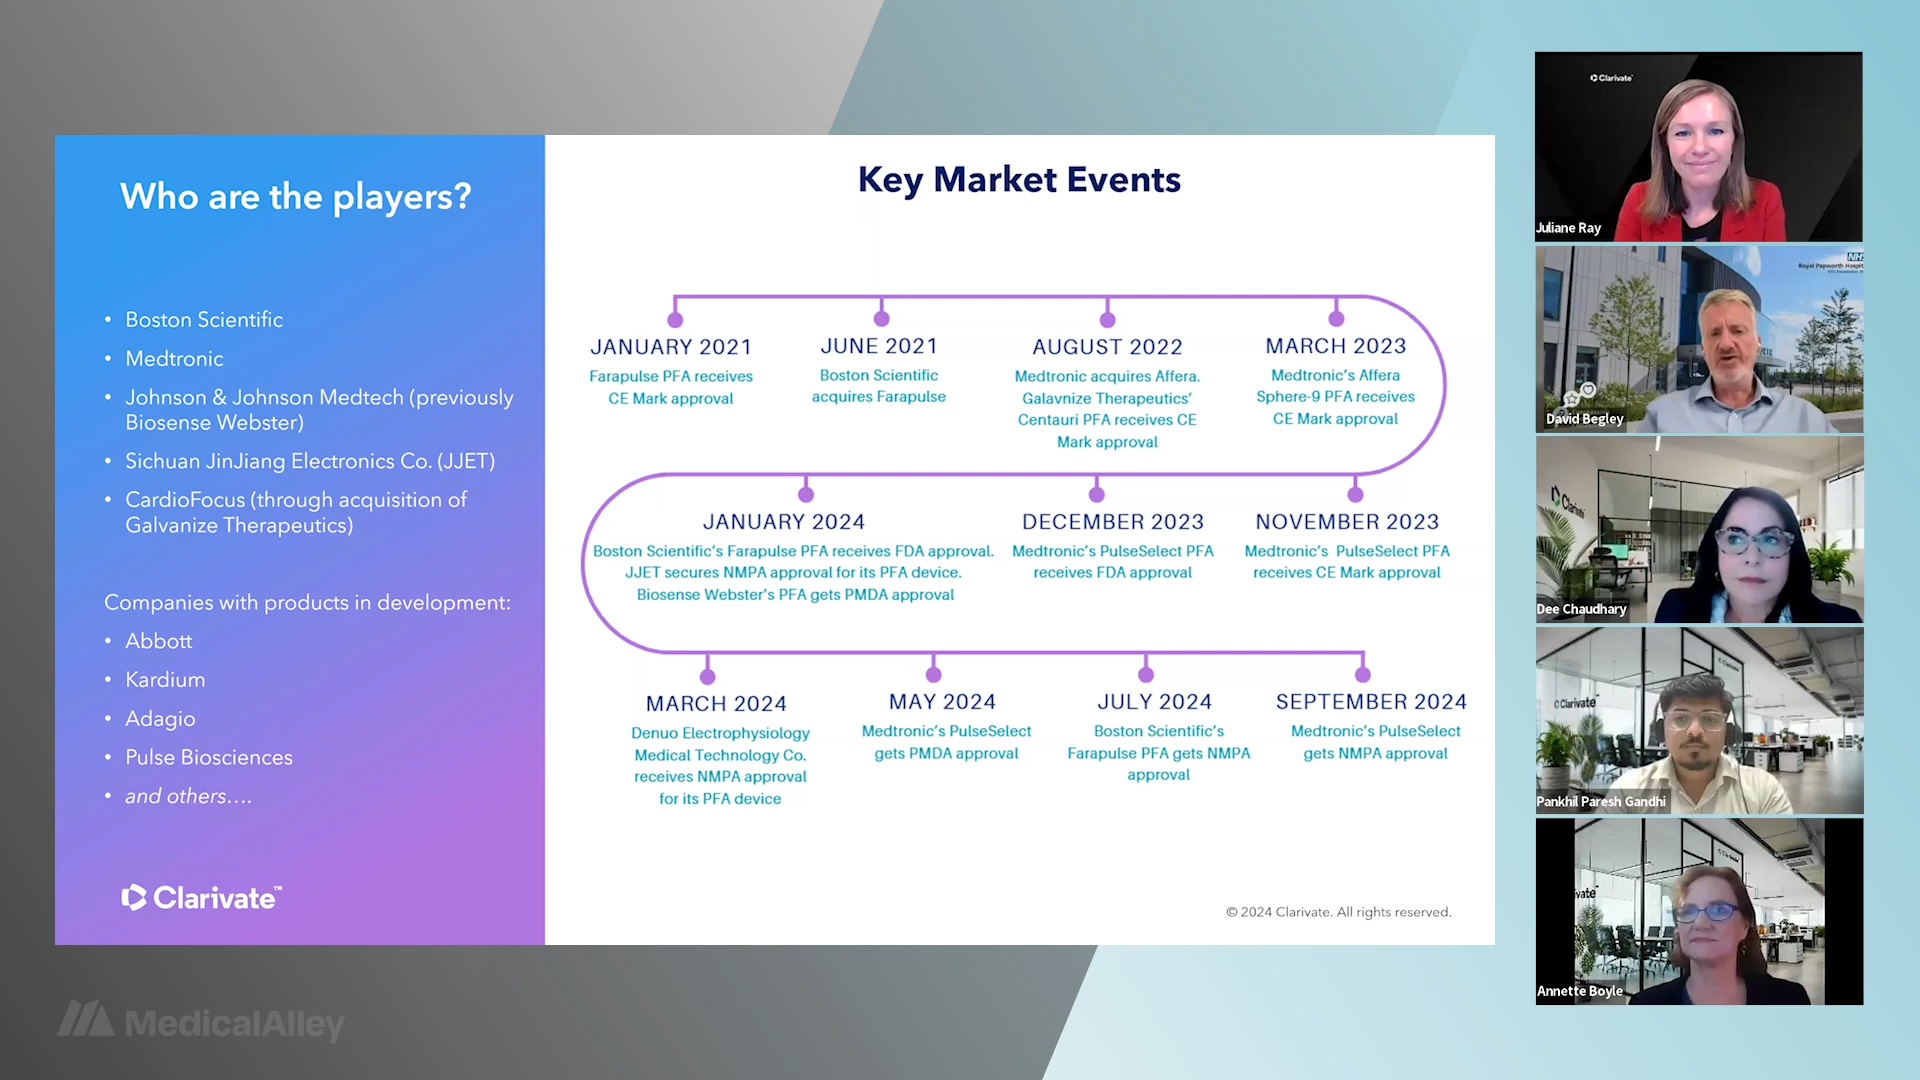 Who are the players?
• Boston Scientific
• Medtronic
• Johnson & Johnson Medtech (previously
Biosense Webster)
• Sichuan JinJiang Electronics Co. (JJET)
• CardioFocus (through acquisition of
Galvanize Therapeutics)
Companies with products in development:
• Abbott
• Kardium
• Adagio
• Pulse Biosciences
• and others....
Clarivate™
Key Market Events
JANUARY 2021
Farapulse PFA receives
CE Mark approval
JUNE 2021
Boston Scientific
acquires Farapulse
AUGUST 2022
Medtronic acquires Affera.
Galavnize Therapeutics'
Centauri PFA receives CE
Mark approval
MARCH 2023
Medtronic's Affera
Sphere-9 PFA receives
CE Mark approval
JANUARY 2024
Boston Scientific's Farapulse PFA receives FDA approval.
JJET secures NMPA approval for its PFA device.
Biosense Webster's PFA gets PMDA approval
DECEMBER 2023
Medtronic's PulseSelect PFA
receives FDA approval
NOVEMBER 2023
Medtronic's PulseSelect PFA
receives CE Mark approval
MARCH 2024
Denuo Electrophysiology
Medical Technology Co.
receives NMPA approval
for its PFA device
MAY 2024
Medtronic's PulseSelect
gets PMDA approval
JULY 2024
Boston Scientific's
Farapulse PFA gets NMPA
approval
SEPTEMBER 2024
Medtronic's PulseSelect
gets NMPA approval
© 2024 Clarivate. All rights reserved.
MedicalAlley
Clarivate
Juliane Ray
NHS
Royal Papworth Hospit
David Begley
Clarivate
Dee Chaudhary
Clarivate
Pankhil Paresh Gandhi
vate
Annette Boyle